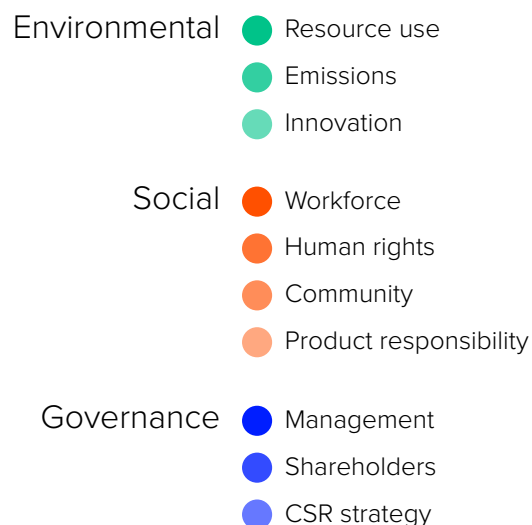 Environmental Resource use
Emissions
Innovation
Social Workforce
Human rights
Community
Product responsibility
Governance Management
Shareholders
CSR strategy